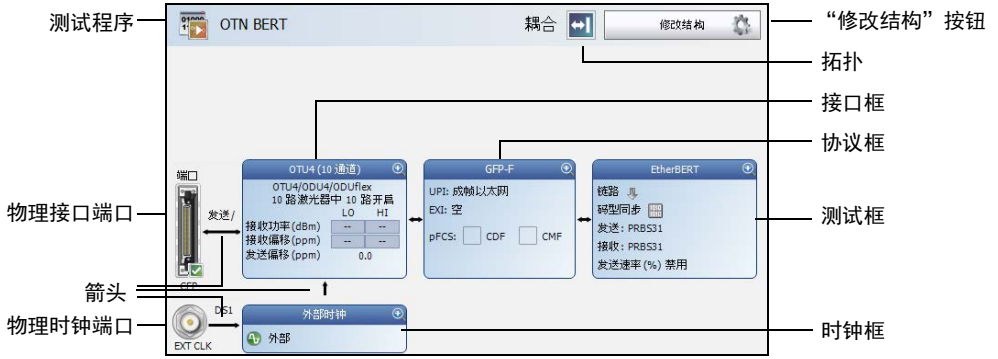 测试程序
OTN BERT
耦合
修改结构
“修改结构”按钮
拓扑
接口框
协议框
端口
OTU4 (10 通道)
OTU4/ODU4/ODUflex
10 路激光器中 10 路开启
LO HI
接收功率(dBm) -- --
接收偏移(ppm) -- --
发送偏移(ppm) 0.0
GFP-F
UPI: 成帧以太网
EXI: 空
pFCS: CDF CMF
EtherBERT
链路
码型同步
发送: PRBS31
接收: PRBS31
发送速率(%) 禁用
物理接口端口
发送/
测试框
CFP
箭头
物理时钟端口
DS1
EXT CLK
外部时钟
外部
时钟框